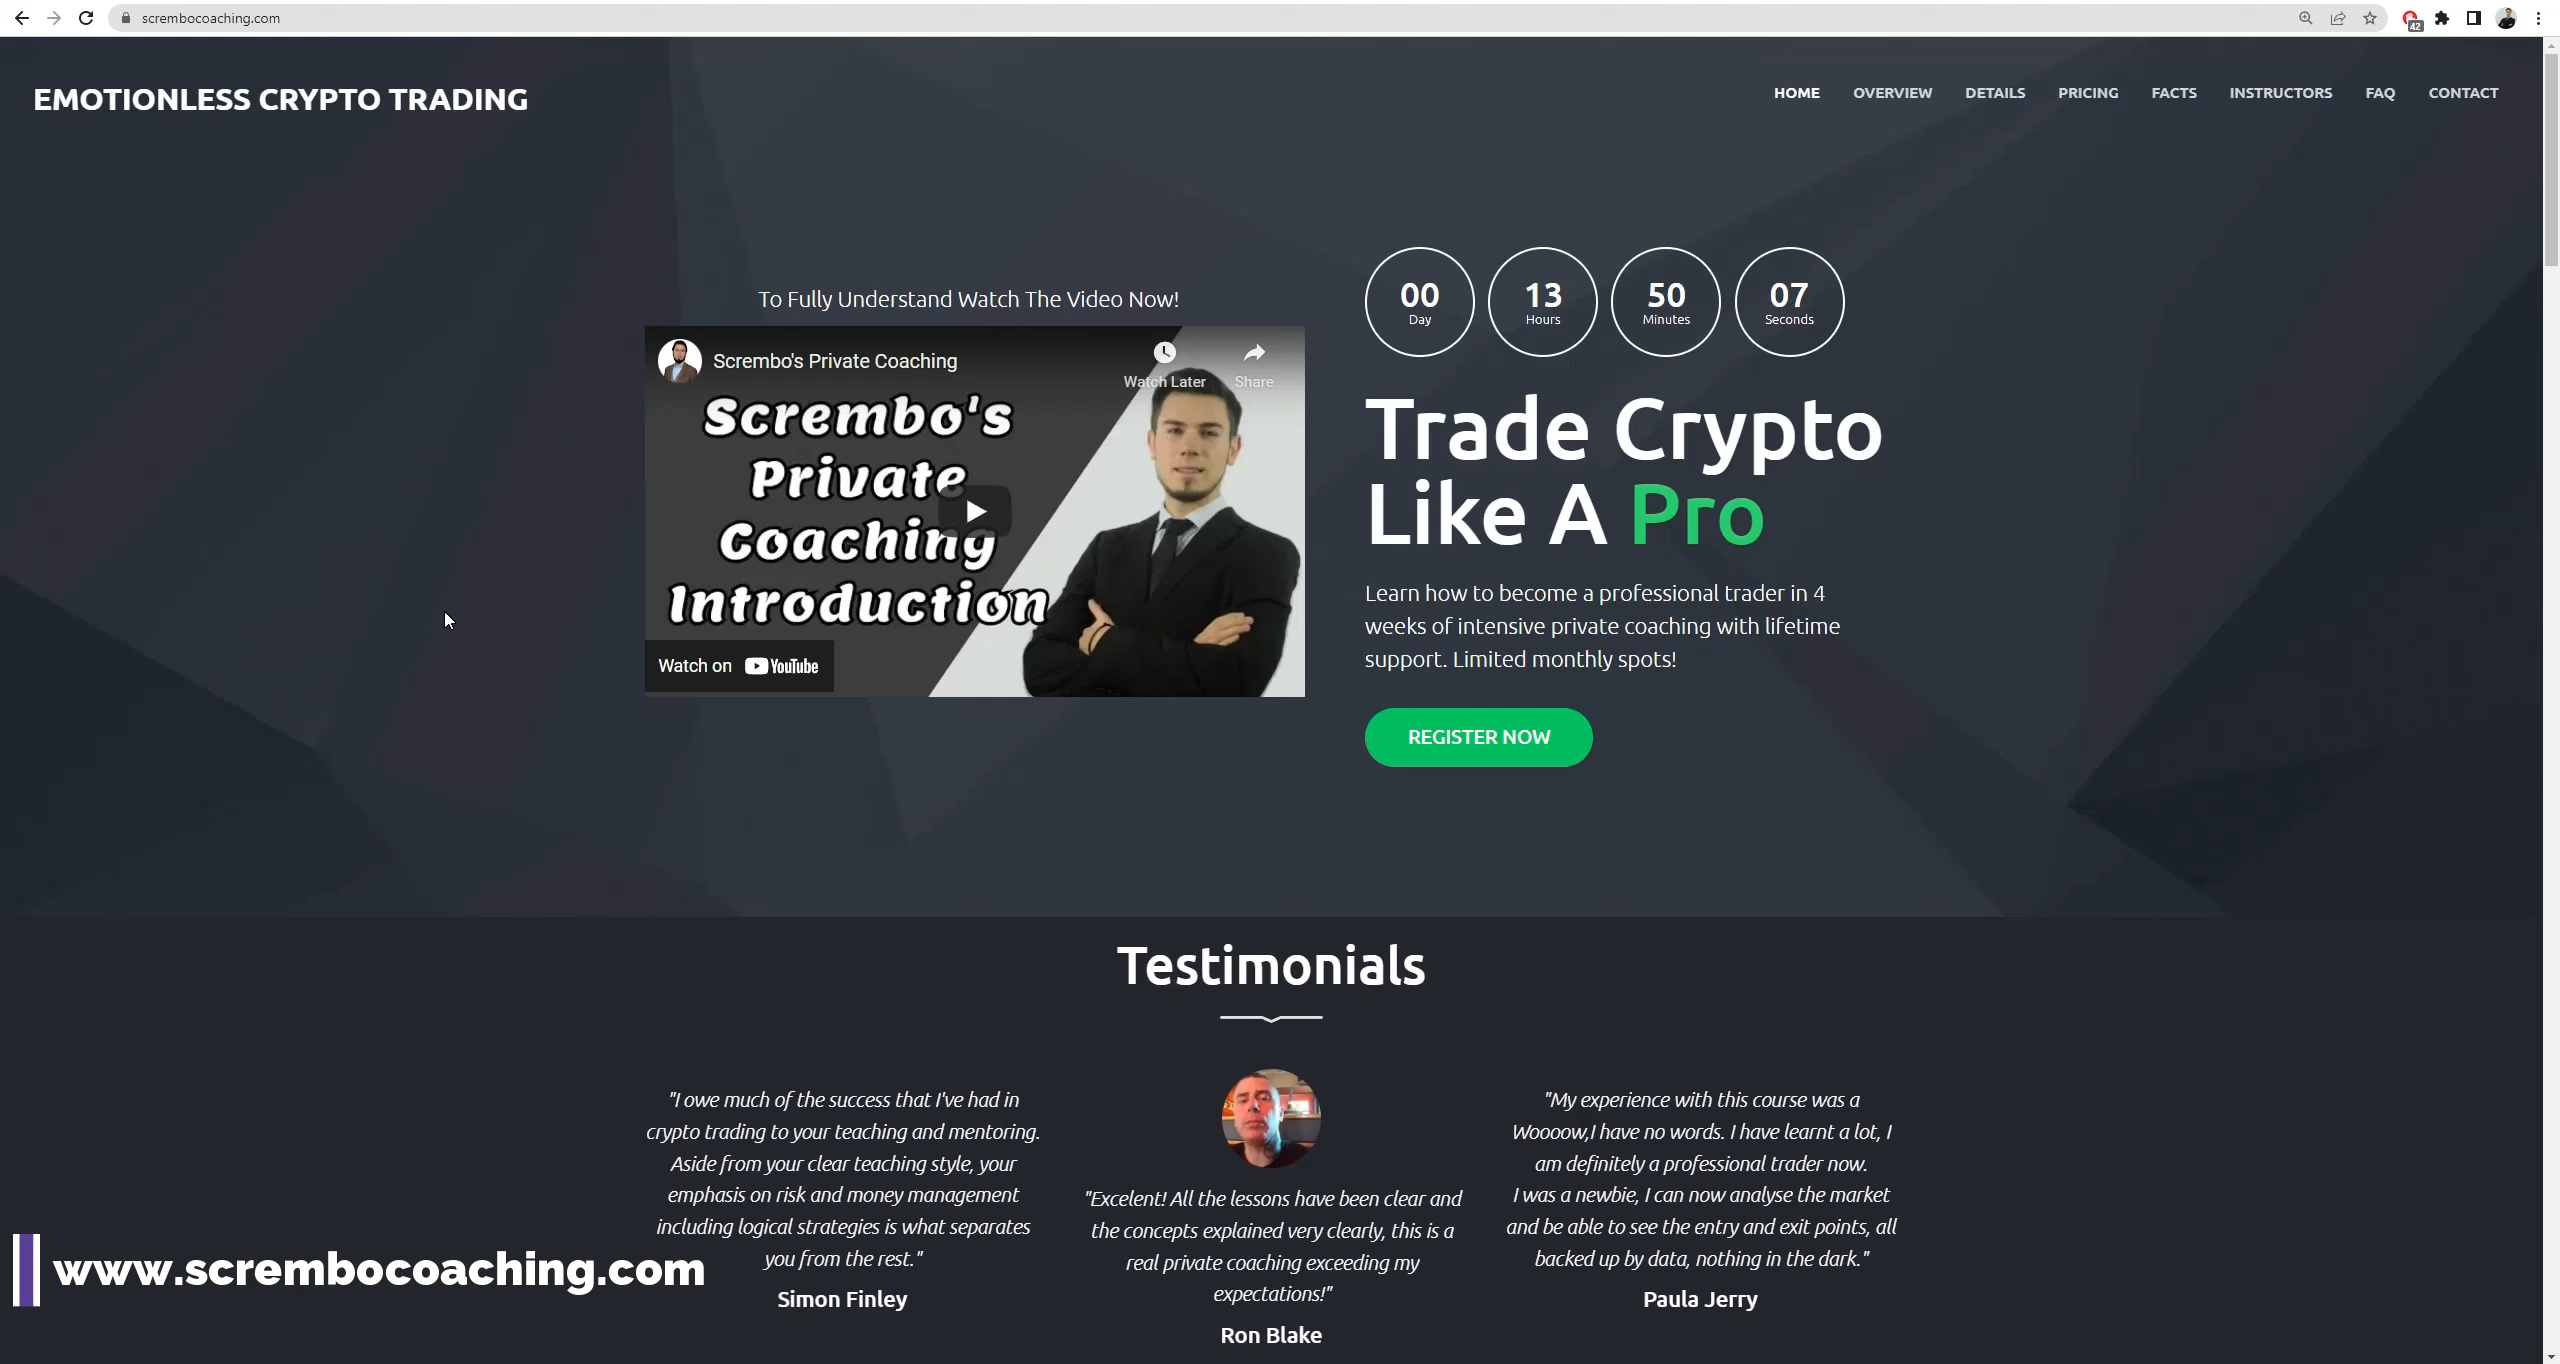 scrembocoaching.com
42
EMOTIONLESS CRYPTO TRADING
HOME OVERVIEW DETAILS PRICING FACTS INSTRUCTORS FAQ CONTACT
To Fully Understand Watch The Video Now!
Scrembo's Private Coaching
Watch Later Share
Scrembo's
Private
Coaching
Introduction
Watch on YouTube
00 13 50 07
Day Hours Minutes Seconds
Trade Crypto
Like A Pro
Learn how to become a professional trader in 4
weeks of intensive private coaching with lifetime
support. Limited monthly spots!
REGISTER NOW
Testimonials
"I owe much of the success that I've had in
crypto trading to your teaching and mentoring.
Aside from your clear teaching style, your
emphasis on risk and money management
including logical strategies is what separates
you from the rest."
Simon Finley
"Excelent! All the lessons have been clear and
the concepts explained very clearly, this is a
real private coaching exceeding my
expectations!"
Ron Blake
"My experience with this course was a
Woooow,I have no words. I have learnt a lot, I
am definitely a professional trader now.
I was a newbie, I can now analyse the market
and be able to see the entry and exit points, all
backed up by data, nothing in the dark."
Paula Jerry
www.scrembocoaching.com